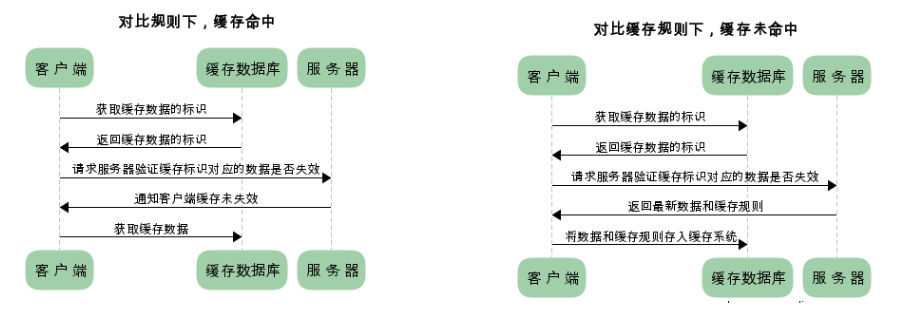 对比规则下，缓存命中
客户端 缓存数据库 服务器
获取缓存数据的标识
返回缓存数据的标识
请求服务器验证缓存标识对应的数据是否失效
通知客户端缓存未失效
获取缓存数据
客户端 缓存数据库 服务器
对比缓存规则下，缓存未命中
客户端 缓存数据库 服务器
获取缓存数据的标识
返回缓存数据的标识
请求服务器验证缓存标识对应的数据是否失效
返回最新数据和缓存规则
将数据和缓存规则存入缓存系统
客户端 缓存数据库 服务器